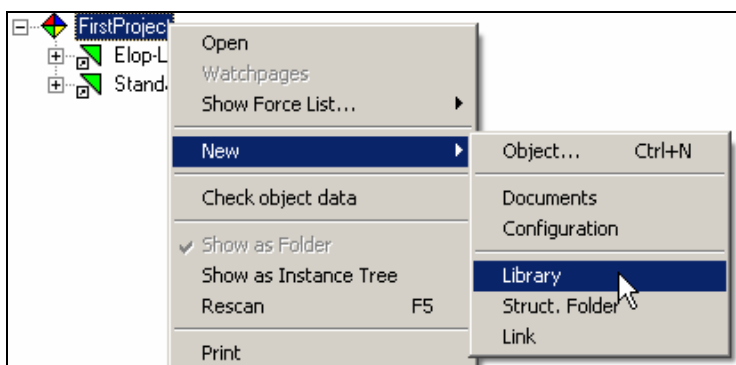 FirstProject
Elop-L
Stand
Open
Watchpages
Show Force List...
New
Check object data
Show as Folder
Show as Instance Tree
Rescan F5
Print
Object... Ctrl+N
Documents
Configuration
Library
Struct. Folder
Link